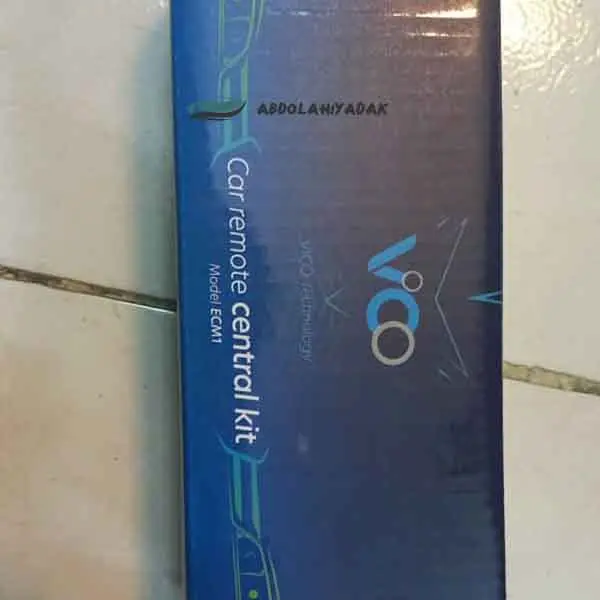 ABDOLAHIYADAK
ViCO
ViCO Technology
Car remote central kit
Model ECM1